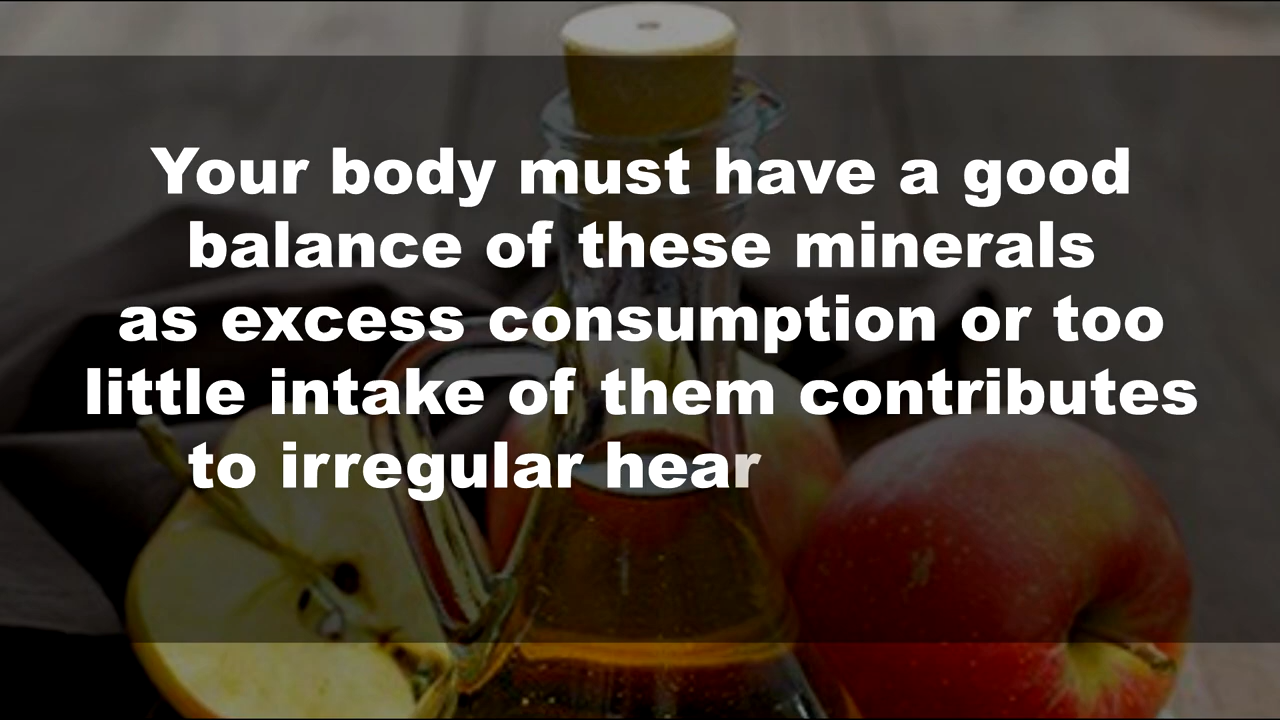 Your body must have a good
balance of these minerals
as excess consumption or too
little intake of them contributes
to irregular hear